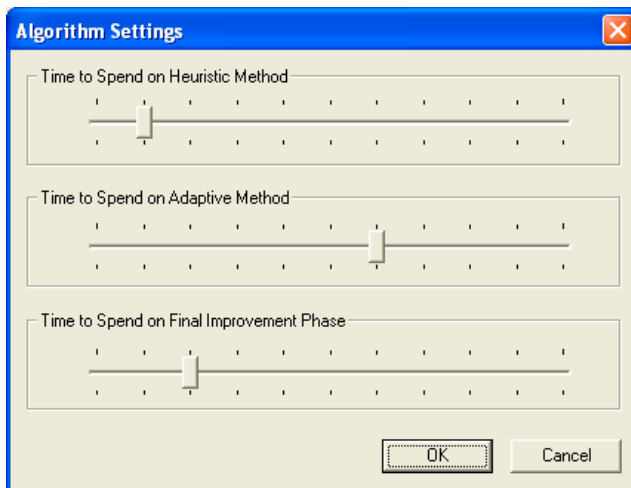 Algorithm Settings
Time to Spend on Heuristic Method
Time to Spend on Adaptive Method
Time to Spend on Final Improvement Phase
OK
Cancel